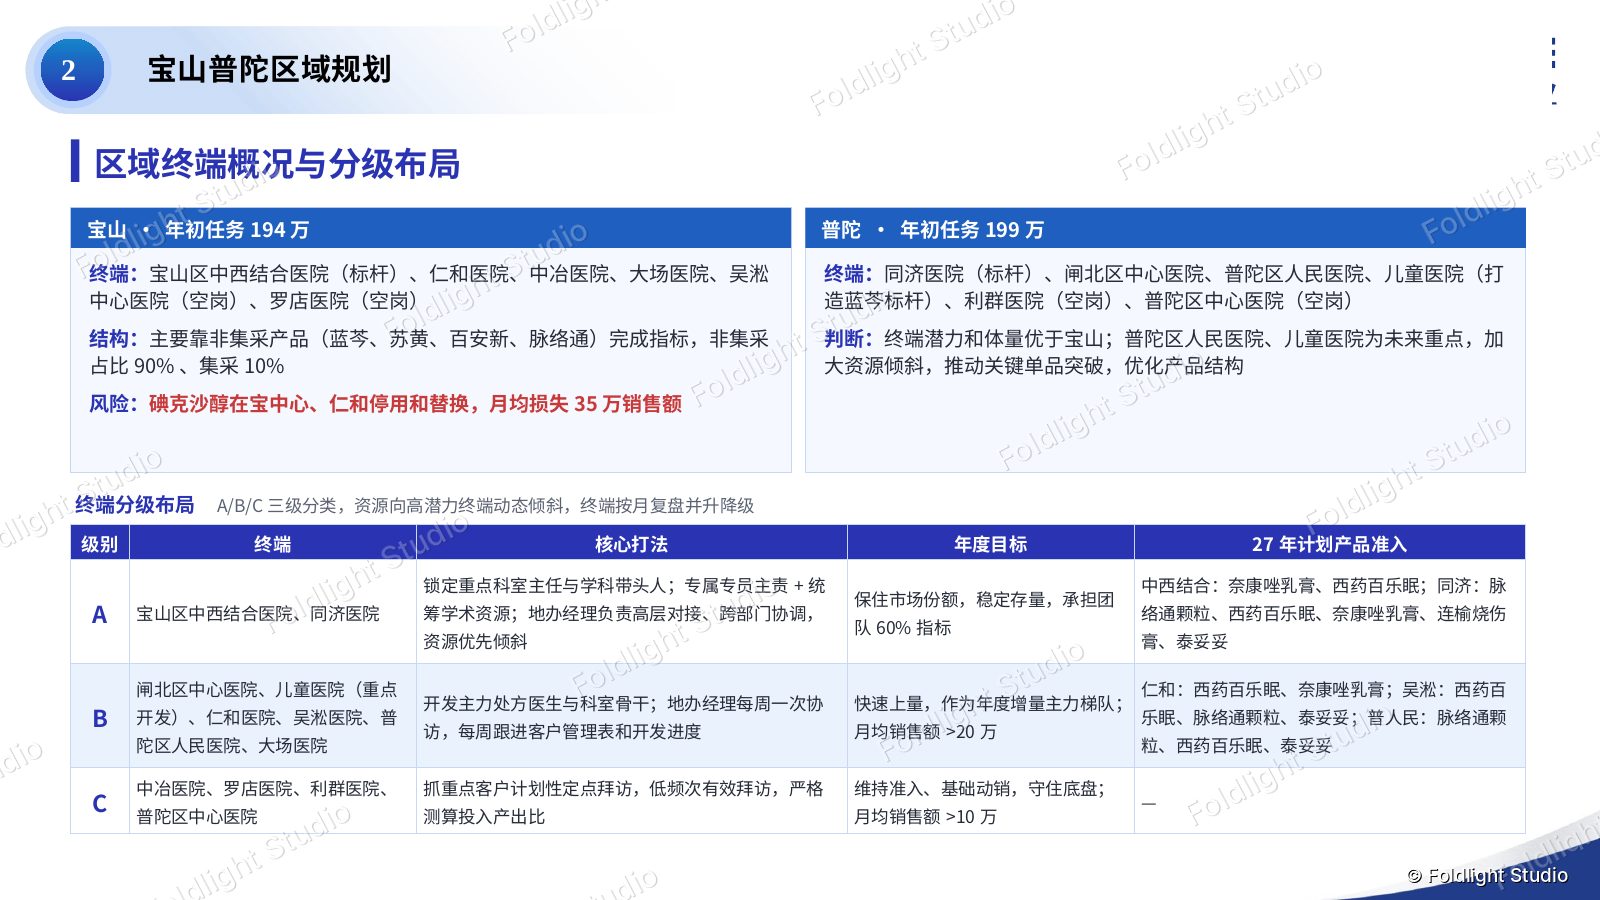 2
宝山普陀区域规划
区域终端概况与分级布局
宝山 · 年初任务 194 万
终端：宝山区中西结合医院（标杆）、仁和医院、中冶医院、大场医院、吴淞
中心医院（空岗）、罗店医院（空岗）
结构：主要靠非集采产品（蓝芩、苏黄、百安新、脉络通）完成指标，非集采
占比 90% 、集采 10%
风险：碘克沙醇在宝中心、仁和停用和替换，月均损失 35 万销售额
普陀 · 年初任务 199 万
终端：同济医院（标杆）、闸北区中心医院、普陀区人民医院、儿童医院（打
造蓝芩标杆）、利群医院（空岗）、普陀区中心医院（空岗）
判断：终端潜力和体量优于宝山；普陀区人民医院、儿童医院为未来重点，加
大资源倾斜，推动关键单品突破，优化产品结构
终端分级布局 A/B/C 三级分类，资源向高潜力终端动态倾斜，终端按月复盘并升降级
级别 终端 核心打法 年度目标 27 年计划产品准入
A
宝山区中西结合医院、同济医院
锁定重点科室主任与学科带头人；专属专员主责 + 统
筹学术资源；地办经理负责高层对接、跨部门协调，
资源优先倾斜
保住市场份额，稳定存量，承担团
队 60% 指标
中西结合：奈康唑乳膏、西药百乐眠；同济：脉
络通颗粒、西药百乐眠、奈康唑乳膏、连榆烧伤
膏、泰妥妥
B
闸北区中心医院、儿童医院（重点
开发）、仁和医院、吴淞医院、普
陀区人民医院、大场医院
开发主力处方医生与科室骨干；地办经理每周一次协
访，每周跟进客户管理表和开发进度
快速上量，作为年度增量主力梯队；
月均销售额 >20 万
仁和：西药百乐眠、奈康唑乳膏；吴淞：西药百
乐眠、脉络通颗粒、泰妥妥；普人民：脉络通颗
粒、西药百乐眠、泰妥妥
C
中冶医院、罗店医院、利群医院、
普陀区中心医院
抓重点客户计划性定点拜访，低频次有效拜访，严格
测算投入产出比
维持准入、基础动销，守住底盘；
月均销售额 >10 万
—
© Foldlight Studio